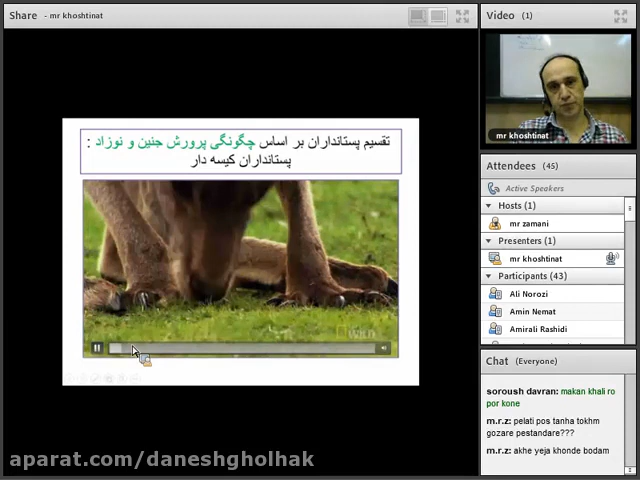 Share - mr khoshtinat
Video (1)
mr khoshtinat
تقسیم پستانداران بر اساس چگونگی پرورش جنین و نوزاد :
پستانداران کیسه دار
WILD
Attendees (45)
Active Speakers
Hosts (1)
mr zamani
Presenters (1)
mr khoshtinat
Participants (43)
Ali Norozi
Amin Nemat
Amirali Rashidi
Chat (Everyone)
soroush davran: makan khali ro
por kone
m.r.z: pelati pos tanha tokhm
gozare pestandare???
m.r.z: akhe yeja khonde bodam
aparat.com/daneshgholhak